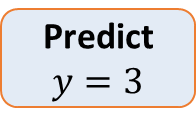 Predict
y = 3